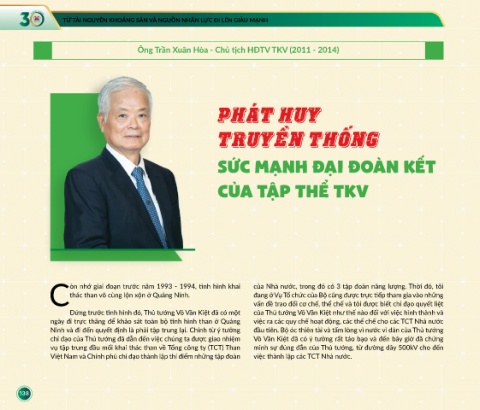 30
TỪ TÀI NGUYÊN KHOÁNG SẢN VÀ NGUỒN NHÂN LỰC ĐI LÊN GIÀU MẠNH
Ông Trần Xuân Hòa - Chủ tịch HĐTV TKV (2011 - 2014)
PHÁT HUY
TRUYỀN THỐNG
SỨC MẠNH ĐẠI ĐOÀN KẾT
CỦA TẬP THỂ TKV
Còn nhớ giai đoạn trước năm 1993 - 1994, tình hình khai
thác than vô cùng lộn xộn ở Quảng Ninh.
Đứng trước tình hình đó, Thủ tướng Võ Văn Kiệt đã có một
ngày đi trực thăng để khảo sát toàn bộ tình hình than ở Quảng
Ninh và đi đến quyết định là phải tập trung lại. Chính từ ý tưởng
chỉ đạo của Thủ tướng đã dẫn đến việc chúng ta được giao nhiệm
vụ tập trung đầu mối khai thác than về Tổng công ty (TCT) Than
Việt Nam và Chính phủ chỉ đạo thành lập thí điểm những tập đoàn
của Nhà nước, trong đó có 3 tập đoàn năng lượng. Thời đó, tôi
đang ở Vụ Tổ chức của Bộ cũng được trực tiếp tham gia vào những
vấn đề trao đổi cơ chế, thể chế và tôi được biết chỉ đạo quyết liệt
của Thủ tướng Võ Văn Kiệt như thế nào đối với việc hình thành và
việc ra các quy chế hoạt động, các thể chế cho các TCT Nhà nước
đầu tiên. Bộ óc thiên tài và tấm lòng vì nước vì dân của Thủ tướng
Võ Văn Kiệt đã có ý tưởng rất táo bạo và đến bây giờ đã chứng
minh sự đúng đắn của Thủ tướng, từ đường dây 500kV cho đến
việc thành lập các TCT Nhà nước.
138